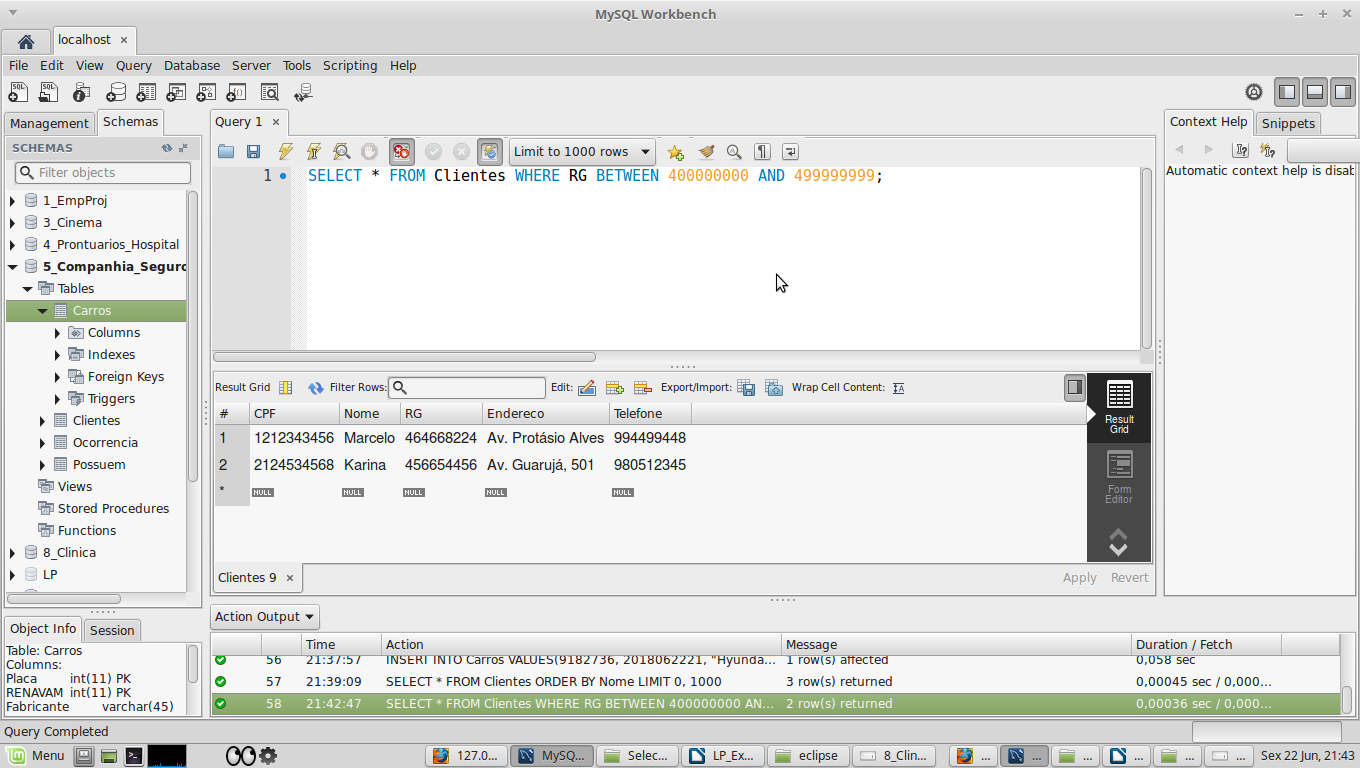 MySQL Workbench
localhost
File Edit View Query Database Server Tools Scripting Help
Management Schemas
SCHEMAS
Filter objects
1_EmpProj
3_Cinema
4_Prontuarios_Hospital
5_Companhia_Seguro
Tables
Carros
Columns
Indexes
Foreign Keys
Triggers
Clientes
Ocorrencia
Possuem
Views
Stored Procedures
Functions
8_Clinica
LP
Object Info Session
Table: Carros
Columns:
Placa int(11) PK
RENAVAM int(11) PK
Fabricante varchar(45)
Query 1
Limit to 1000 rows
1 SELECT * FROM Clientes WHERE RG BETWEEN 400000000 AND 499999999;
Result Grid Filter Rows: Edit: Export/Import: Wrap Cell Content:
# CPF Nome RG Endereco Telefone
1 1212343456 Marcelo 464668224 Av. Protásio Alves 994499448
2 2124534568 Karina 456654456 Av. Guarujá, 501 980512345
* NULL NULL NULL NULL NULL
Result
Grid
Form
Editor
Clientes 9
Apply Revert
Context Help Snippets
Automatic context help is disab
Action Output
Time Action Message Duration / Fetch
56 21:37:57 INSERT INTO Carros VALUES(9182736, 2018062221, "Hyunda... 1 row(s) affected 0,058 sec
57 21:39:09 SELECT * FROM Clientes ORDER BY Nome LIMIT 0, 1000 3 row(s) returned 0,00045 sec / 0,000...
58 21:42:47 SELECT * FROM Clientes WHERE RG BETWEEN 400000000 AN... 2 row(s) returned 0,00036 sec / 0,000...
Query Completed
Menu 127.0... MySQ... Selec... LP_Ex... eclipse 8_Clin... ... ... ... ... ... ... Sex 22 Jun, 21:43